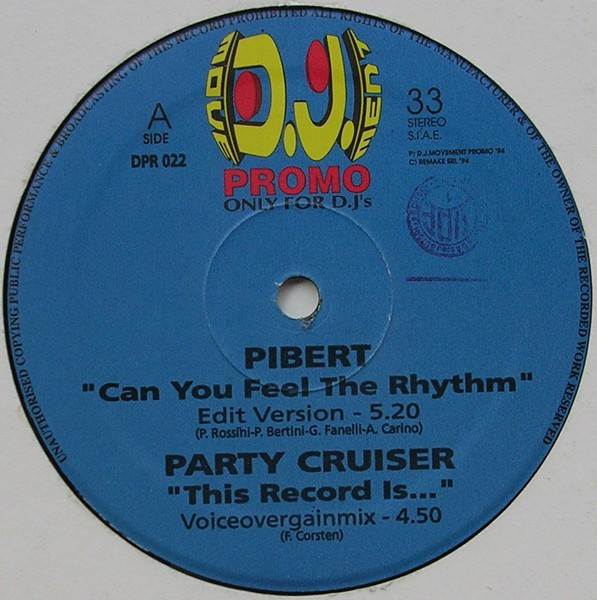 UNAUTHORISED COPYING PUBLIC PERFORMANCE & BROADCASTING OF THIS RECORD PROHIBITED ALL RIGHTS OF THE MANUFACTURER & OF THE OWNER OF THE RECORDED WORK RESERVED
MOVE D.J. MENT
PROMO
ONLY FOR D.J's
A
SIDE
DPR 022
33
STEREO
S.I.A.E.
P) D.J.MOVEMENT PROMO '94
C) REMAKE SRL '94
PIBERT
"Can You Feel The Rhythm"
Edit Version - 5.20
(P. Rossini-P. Bertini-G. Fanelli-A. Carino)
PARTY CRUISER
"This Record Is..."
Voiceovergainmix - 4.50
(F. Corsten)